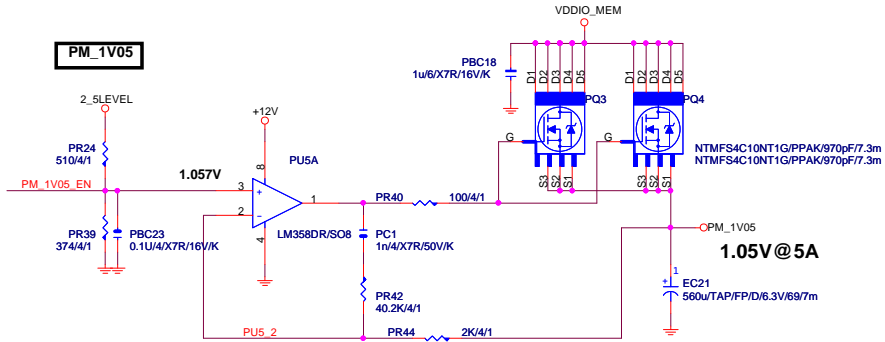 VDDIO_MEM
PM_1V05
PBC18
1u/6/X7R/16V/K
D1
D2
D3
D4
D5
D1
D2
D3
D4
D5
2_5LEVEL
+12V
PQ3
PQ4
PR24
510/4/1
PU5A
G
G
NTMFS4C10NT1G/PPAK/970pF/7.3m
NTMFS4C10NT1G/PPAK/970pF/7.3m
8
1.057V
PM_1V05_EN
3
+
1
PR40
100/4/1
S3
S2
S1
S3
S2
S1
2
-
PR39
374/4/1
PBC23
0.1U/4/X7R/16V/K
4
LM358DR/SO8
PC1
1n/4/X7R/50V/K
PM_1V05
1.05V@5A
1
+
EC21
560u/TAP/FP/D/6.3V/69/7m
PR42
40.2K/4/1
PU5_2
PR44
2K/4/1